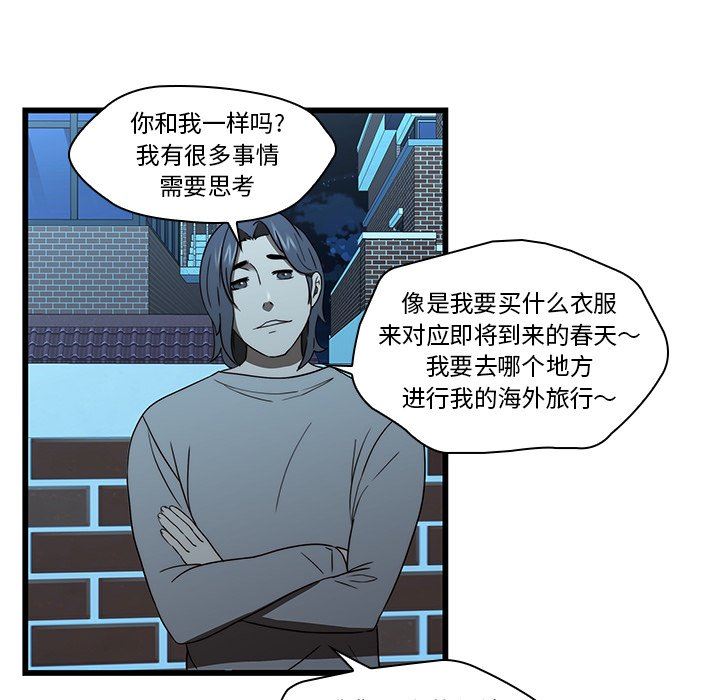 你和我一样吗?
我有很多事情
需要思考
像是我要买什么衣服
来对应即将到来的春天～
我要去哪个地方
进行我的海外旅行～